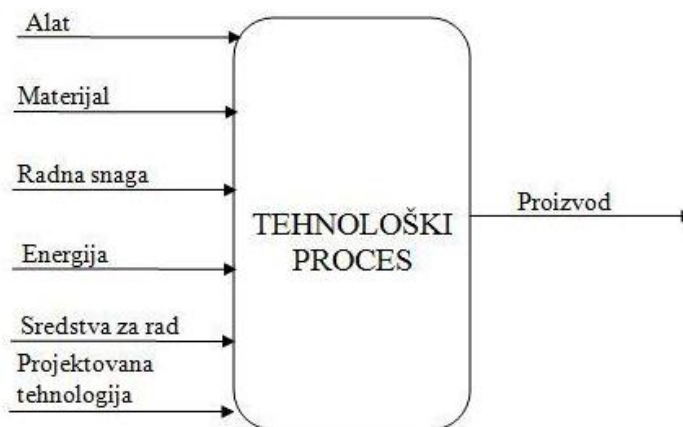 Alat
Materijal
Radna snaga
Energija
Sredstva za rad
Projektovana
tehnologija
TEHNOLOŠKI
PROCES
Proizvod